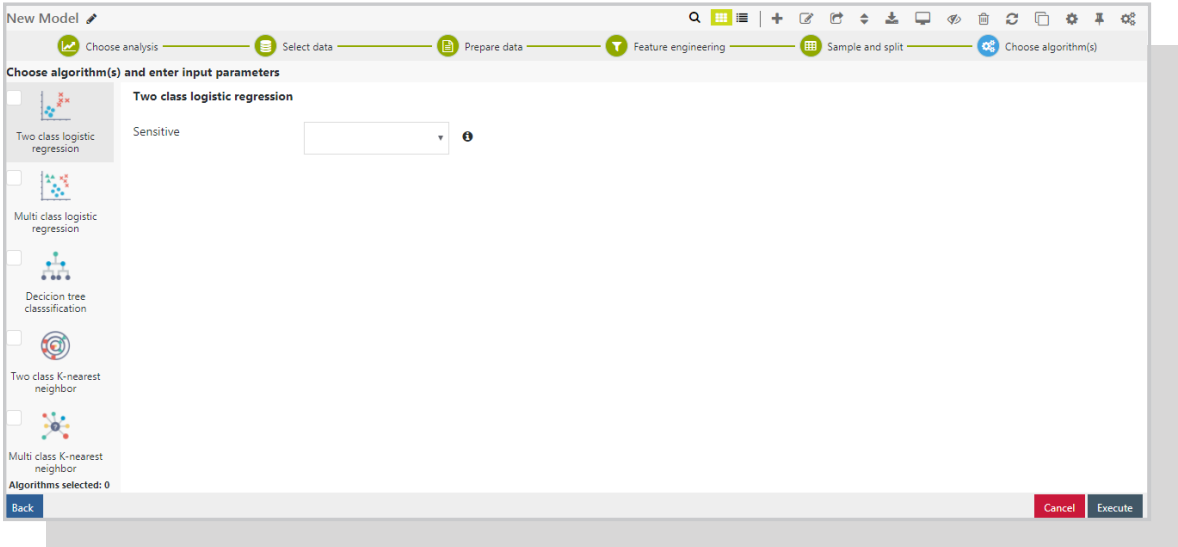 New Model
Choose analysis
Select data
Prepare data
Feature engineering
Sample and split
Choose algorithm(s)
Choose algorithm(s) and enter input parameters
Two class logistic
regression
Two class logistic regression
Sensitive
Multi class logistic
regression
Decicion tree
classsification
Two class K-nearest
neighbor
?
Multi class K-nearest
neighbor
Algorithms selected: 0
Back
Cancel
Execute